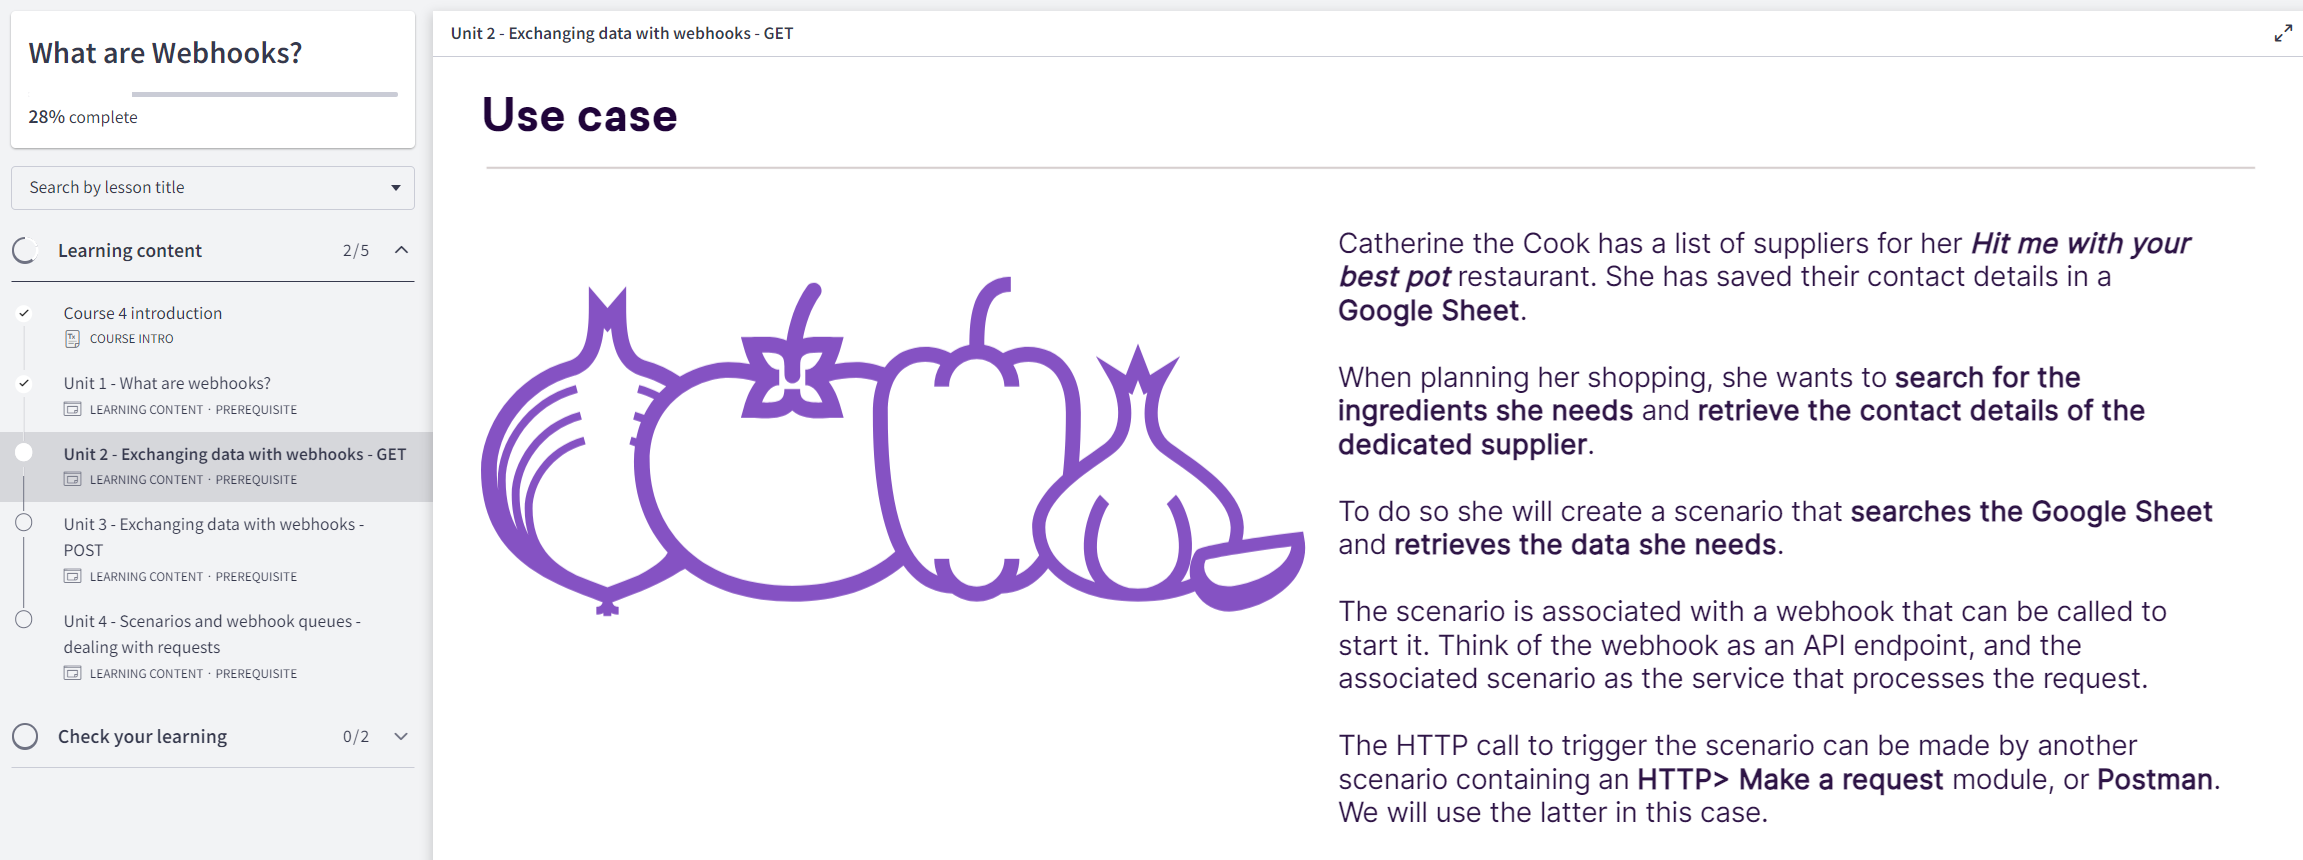 What are Webhooks?
28% complete
Search by lesson title
Learning content 2/5
Course 4 introduction
COURSE INTRO
Unit 1 - What are webhooks?
LEARNING CONTENT · PREREQUISITE
Unit 2 - Exchanging data with webhooks - GET
LEARNING CONTENT · PREREQUISITE
Unit 3 - Exchanging data with webhooks -
POST
LEARNING CONTENT · PREREQUISITE
Unit 4 - Scenarios and webhook queues -
dealing with requests
LEARNING CONTENT · PREREQUISITE
Check your learning 0/2
Unit 2 - Exchanging data with webhooks - GET
Use case
Catherine the Cook has a list of suppliers for her Hit me with your
best pot restaurant. She has saved their contact details in a
Google Sheet.
When planning her shopping, she wants to search for the
ingredients she needs and retrieve the contact details of the
dedicated supplier.
To do so she will create a scenario that searches the Google Sheet
and retrieves the data she needs.
The scenario is associated with a webhook that can be called to
start it. Think of the webhook as an API endpoint, and the
associated scenario as the service that processes the request.
The HTTP call to trigger the scenario can be made by another
scenario containing an HTTP> Make a request module, or Postman.
We will use the latter in this case.